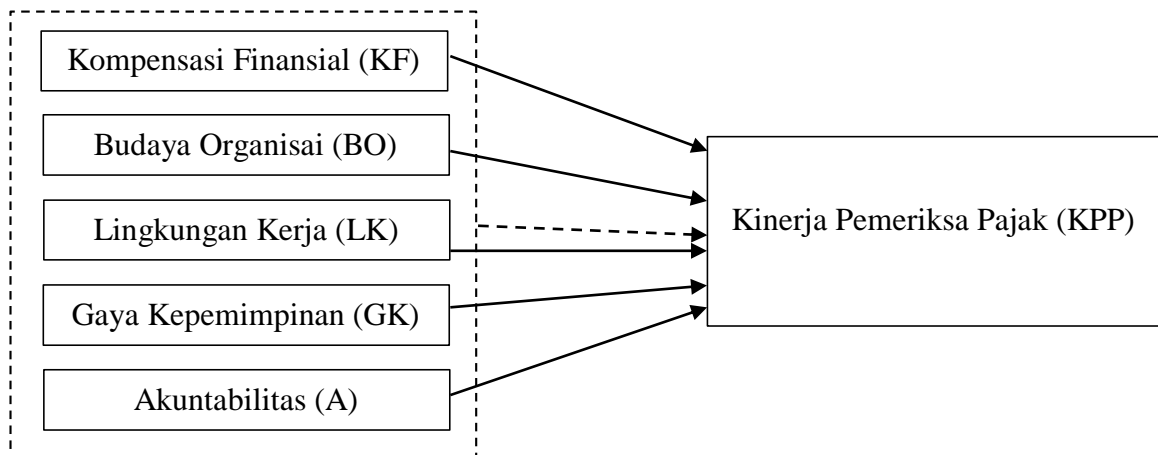 Kompensasi Finansial (KF)
Budaya Organisai (BO)
Lingkungan Kerja (LK)
Gaya Kepemimpinan (GK)
Akuntabilitas (A)
Kinerja Pemeriksa Pajak (KPP)